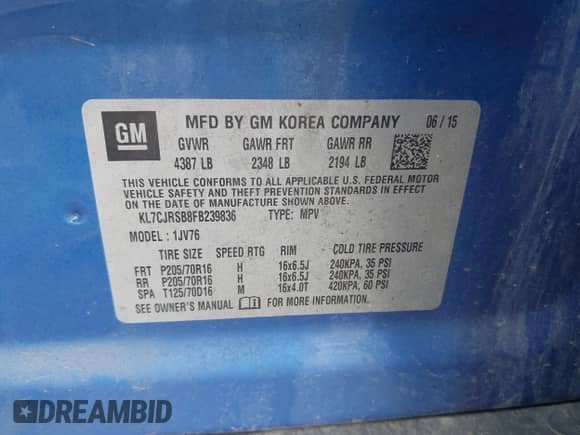 GM
MFD BY GM KOREA COMPANY 06 / 15
GVWR GAWR FRT GAWR RR
4387 LB 2348 LB 2194 LB
THIS VEHICLE CONFORMS TO ALL APPLICABLE U.S. FEDERAL MOTOR
VEHICLE SAFETY AND THEFT PREVENTION STANDARDS IN EFFECT
ON THE DATE OF MANUFACTURE SHOWN ABOVE.
KL7CJRSB8FB239836 TYPE: MPV
MODEL: 1JV76
TIRE SIZE SPEED RTG RIM COLD TIRE PRESSURE
FRT P205/70R16 H 16x6.5J 240KPA, 35 PSI
RR P205/70R16 H 16x6.5J 240KPA, 35 PSI
SPA T125/70D16 M 16x4.0T 420KPA, 60 PSI
SEE OWNER'S MANUAL FOR MORE INFORMATION.
DREAMBID